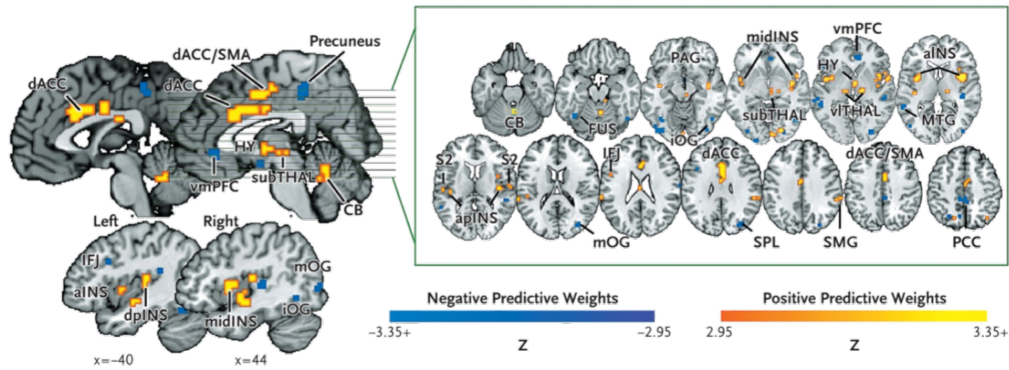 dACC
dACC/SMA
Precuneus
dACC
HY
vmPFC
subTHAL
CB
Left
Right
IFJ
aINS
dpINS
midINS
mOG
iOG
x=–40
x=44
CB
FUS
PAG
iOG
midINS
subTHAL
vmPFC
HY
vlTHAL
aINS
MTG
S2
S2
apINS
mOG
IFJ
dACC
SPL
SMG
dACC/SMA
PCC
Negative Predictive Weights
–3.35+
–2.95
Z
Positive Predictive Weights
2.95
3.35+
Z